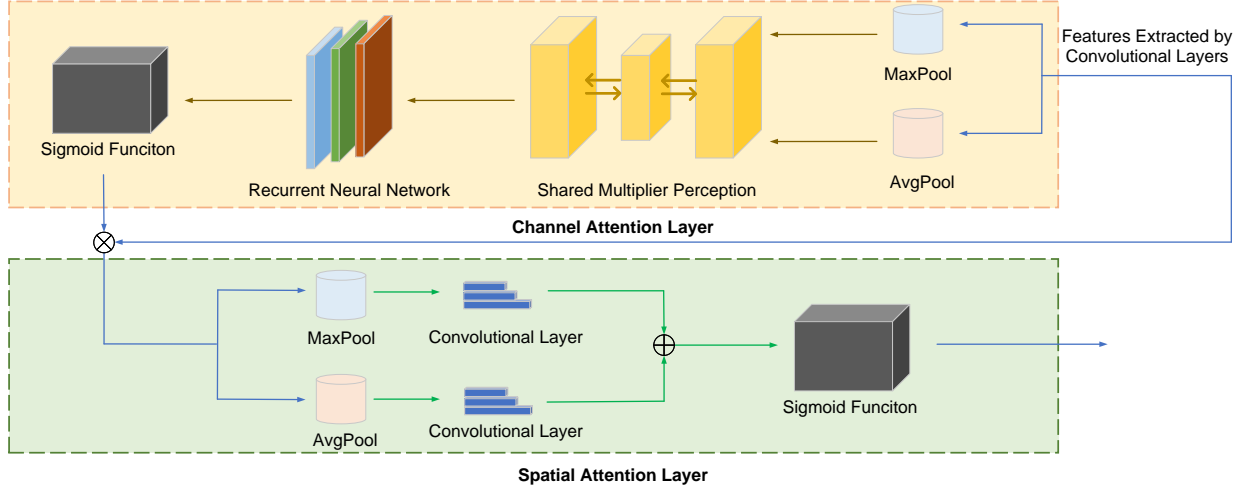 Features Extracted by
Convolutional Layers
MaxPool
AvgPool
Sigmoid Funciton
Recurrent Neural Network
Shared Multiplier Perception
Channel Attention Layer
MaxPool
Convolutional Layer
AvgPool
Convolutional Layer
Sigmoid Funciton
Spatial Attention Layer